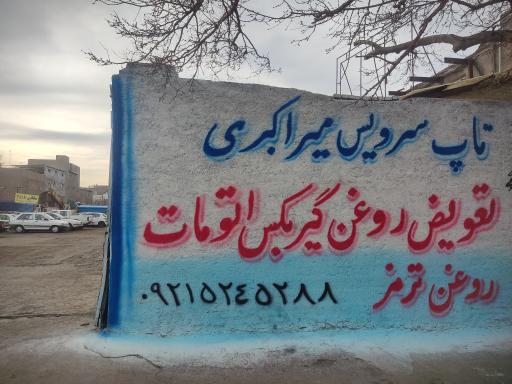 تاپ سرویس میراکبری
تعویض روغن گیربکس اتومات
روغن ترمز
۰۹۲۱۵۲۴۵۲۸۸